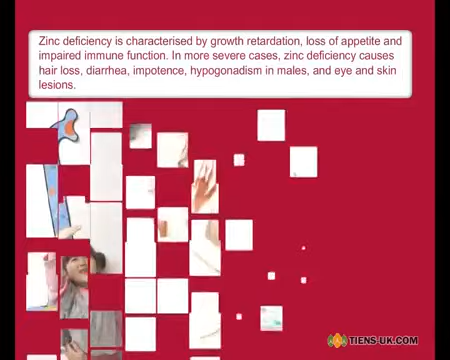 Zinc deficiency is characterised by growth retardation, loss of appetite and
impaired immune function. In more severe cases, zinc deficiency causes
hair loss, diarrhea, impotence, hypogonadism in males, and eye and skin
lesions.
TIENS-UK.COM